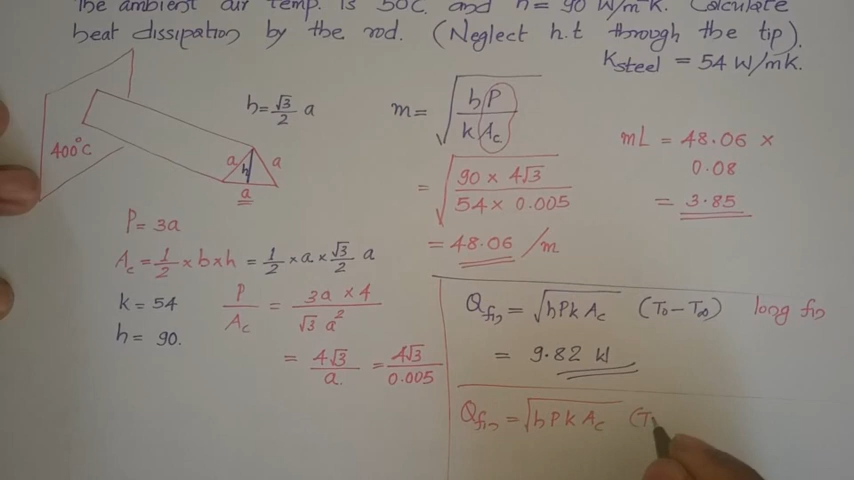 The ambient air temp. is 50°C. and h = 90 W/m²K. Calculate
heat dissipation by the rod. (Neglect h.t through the tip).
Ksteel = 54 W/mK.
400°C
a
h
a
a
h = √3/2 a
P = 3a
Ac = 1/2 × b × h = 1/2 × a × √3/2 a
k = 54
h = 90.
P/Ac = 3a × 4/√3 a²
= 4√3/a. = 4√3/0.005
m = √(hP/kAc)
= √(90 × 4√3/54 × 0.005)
= 48.06 /m
mL = 48.06 ×
0.08
= 3.85
Qfin = √hPkAc (T₀ - T∞) long fin
= 9.82 W
Qfin = √hPkAc (T